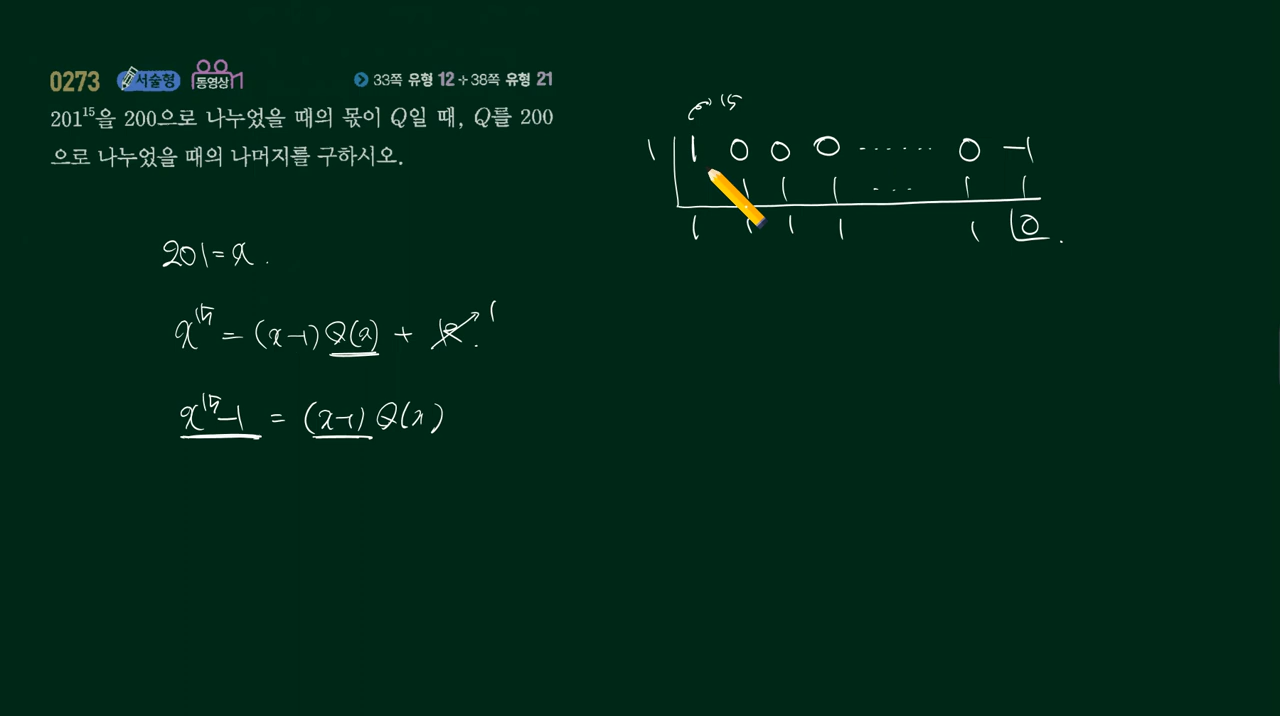 0273 서술형 동영상 33쪽 유형 12 + 38쪽 유형 21
201¹⁵을 200으로 나누었을 때의 몫이 Q일 때, Q를 200
으로 나누었을 때의 나머지를 구하시오.
201 = x .
x¹⁵ = (x-1) Q(x) + R . 1
x¹⁵-1 = (x-1) Q(x)
15
1 1 0 0 0 ······ 0 -1
1 1 1 ··· 1 1
1 1 1 1 1 0 .